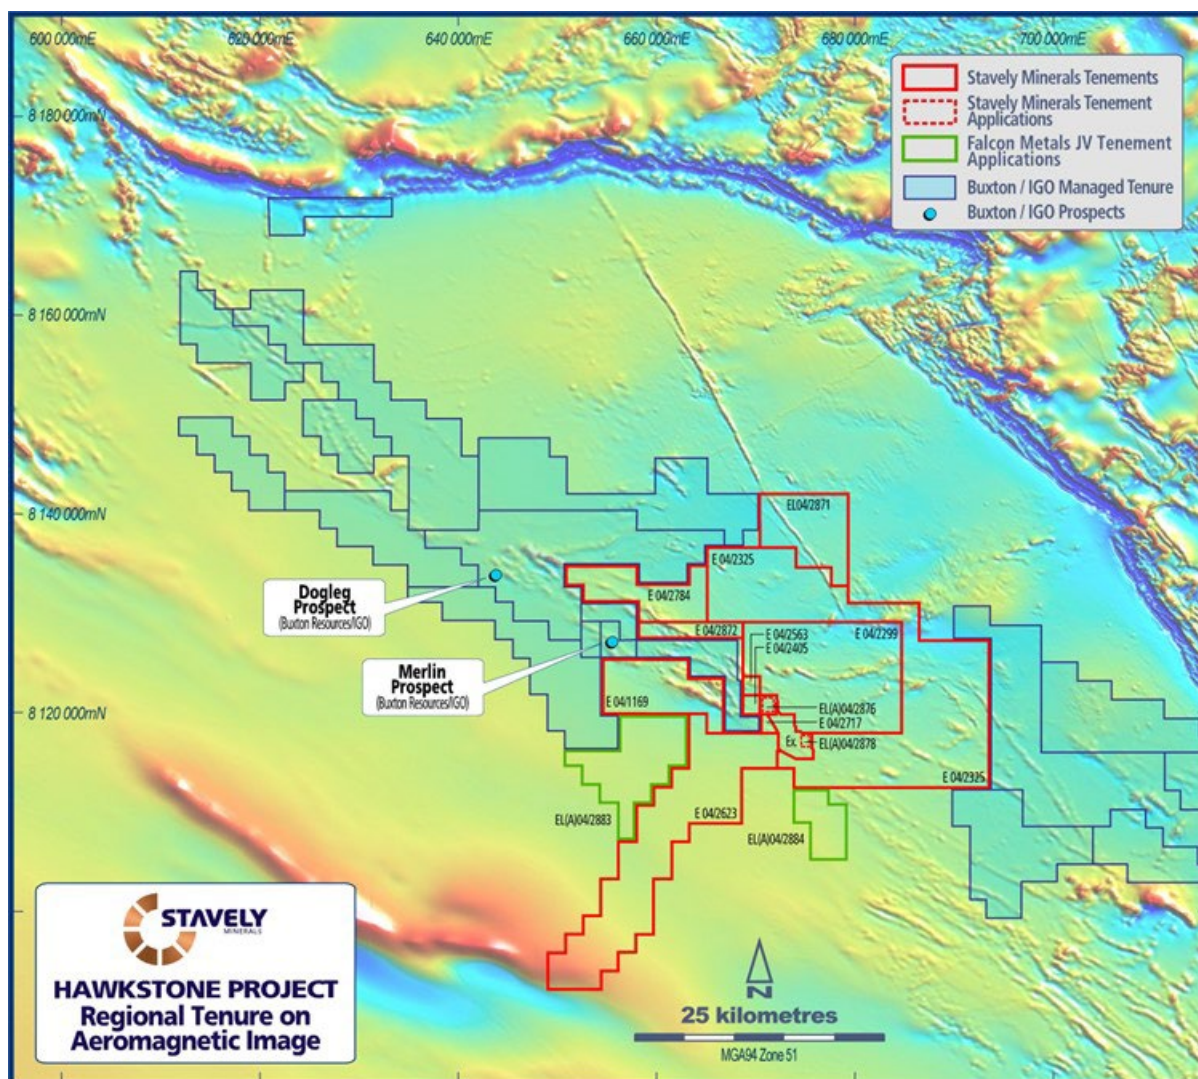 600 000mE
620 000mE
640 000mE
660 000mE
680 000mE
700 000mE
Stavely Minerals Tenements
Stavely Minerals Tenement
Applications
Falcon Metals JV Tenement
Applications
Buxton / IGO Managed Tenure
Buxton / IGO Prospects
8 180 000mN
8 160 000mN
8 140 000mN
8 120 000mN
EL04/2871
E 04/2325
E 04/2784
E 04/2872
E 04/2563
E 04/2299
E 04/2405
Dogleg
Prospect
(Buxton Resources/IGO)
Merlin
Prospect
(Buxton Resources/IGO)
E 04/1169
EL(A)04/2876
E 04/2717
Ex.
EL(A)04/2878
E 04/2325
EL(A)04/2883
E 04/2623
EL(A)04/2884
STAVELY
MINERALS
HAWKSTONE PROJECT
Regional Tenure on
Aeromagnetic Image
N
25 kilometres
MGA94 Zone 51